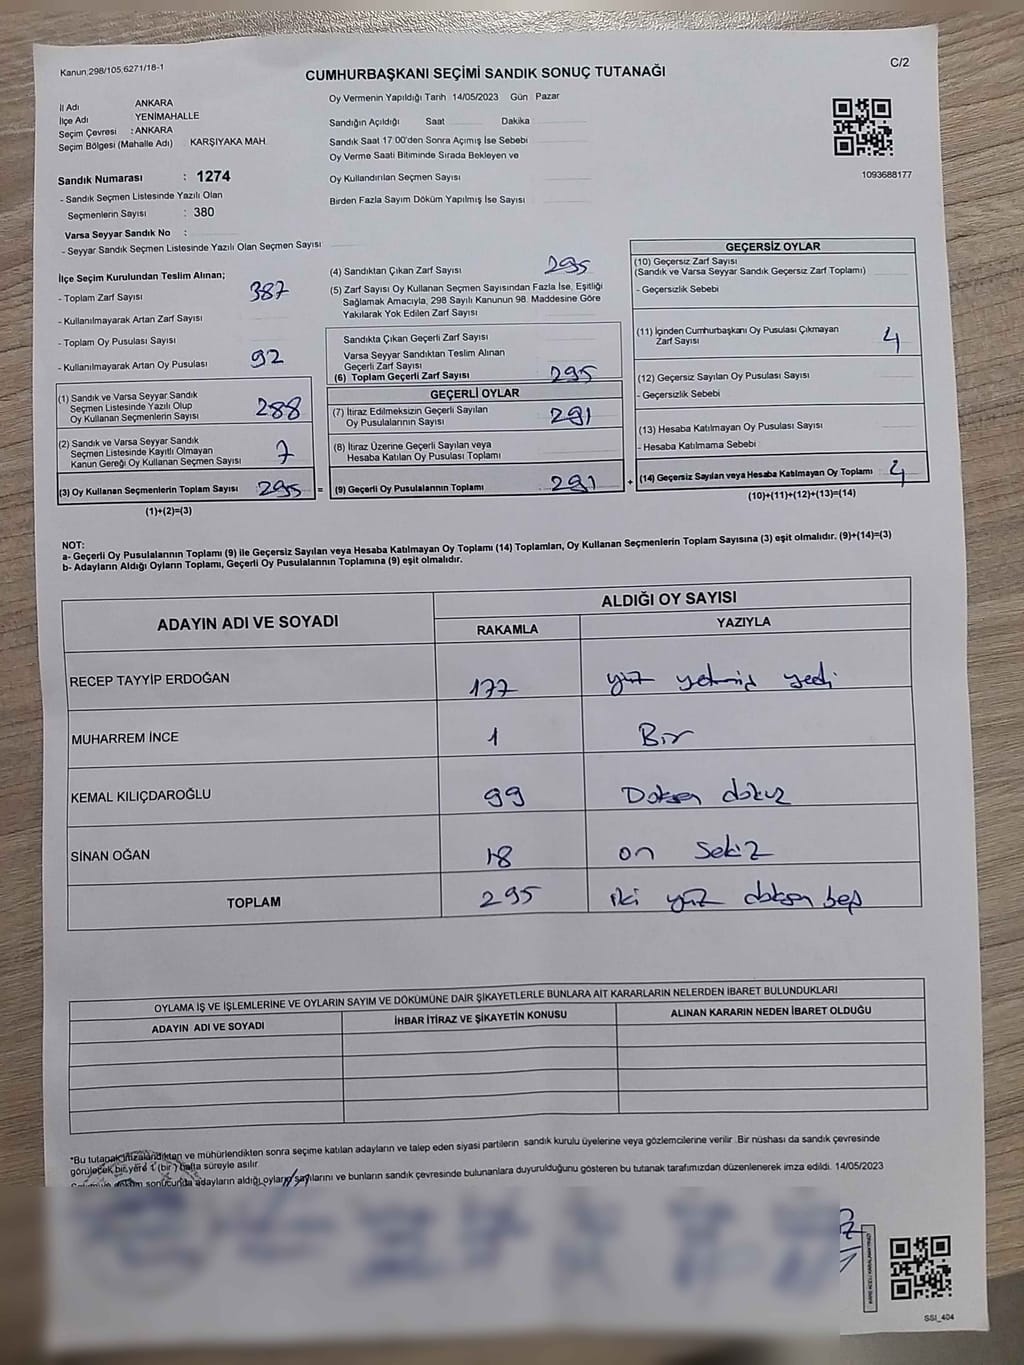 Kanun 298/105,6271/18-1
C/2
CUMHURBAŞKANI SEÇİMİ SANDIK SONUÇ TUTANAĞI
İl Adı ANKARA
İlçe Adı YENİMAHALLE
Seçim Çevresi : ANKARA
Seçim Bölgesi (Mahalle Adı) KARŞIYAKA MAH
Oy Vermenin Yapıldığı Tarih 14/05/2023 Gün Pazar
Sandığın Açıldığı Saat Dakika
Sandık Saat 17 00'den Sonra Açımış İse Sebebi
Oy Verme Saati Bitiminde Sırada Bekleyen ve
Oy Kullandırılan Seçmen Sayısı
Birden Fazla Sayım Döküm Yapılmış İse Sayısı
1093688177
Sandık Numarası : 1274
- Sandık Seçmen Listesinde Yazılı Olan
Seçmenlerin Sayısı : 380
Varsa Seyyar Sandık No :
- Seyyar Sandık Seçmen Listesinde Yazılı Olan Seçmen Sayısı
İlçe Seçim Kurulundan Teslim Alınan;
- Toplam Zarf Sayısı 387
- Kullanılmayarak Artan Zarf Sayısı
- Toplam Oy Pusulası Sayısı
- Kullanılmayarak Artan Oy Pusulası 92
(1) Sandık ve Varsa Seyyar Sandık
Seçmen Listesinde Yazılı Olup
Oy Kullanan Seçmenlerin Sayısı 288
(2) Sandık ve Varsa Seyyar Sandık
Seçmen Listesinde Kayıtlı Olmayan
Kanun Gereği Oy Kullanan Seçmen Sayısı 7
(3) Oy Kullanan Seçmenlerin Toplam Sayısı 295 =
(1)+(2)=(3)
(4) Sandıktan Çıkan Zarf Sayısı 295
(5) Zarf Sayısı Oy Kullanan Seçmen Sayısından Fazla İse, Eşitliği
Sağlamak Amacıyla, 298 Sayılı Kanunun 98. Maddesine Göre
Yakılarak Yok Edilen Zarf Sayısı
Sandıkta Çıkan Geçerli Zarf Sayısı
Varsa Seyyar Sandıktan Teslim Alınan
Geçerli Zarf Sayısı
(6) Toplam Geçerli Zarf Sayısı 295
GEÇERLİ OYLAR
(7) İtiraz Edilmeksizin Geçerli Sayılan
Oy Pusulalarının Sayısı 291
(8) İtiraz Üzerine Geçerli Sayılan veya
Hesaba Katılan Oy Pusulası Toplamı
(9) Geçerli Oy Pusulalarının Toplamı 291 +
GEÇERSİZ OYLAR
(10) Geçersiz Zarf Sayısı
(Sandık ve Varsa Seyyar Sandık Geçersiz Zarf Toplamı)
- Geçersizlik Sebebi
(11) İçinden Cumhurbaşkanı Oy Pusulası Çıkmayan
Zarf Sayısı 4
(12) Geçersiz Sayılan Oy Pusulası Sayısı
- Geçersizlik Sebebi
(13) Hesaba Katılmayan Oy Pusulası Sayısı
- Hesaba Katılmama Sebebi
(14) Geçersiz Sayılan veya Hesaba Katılmayan Oy Toplamı 4
(10)+(11)+(12)+(13)=(14)
NOT:
a- Geçerli Oy Pusulalarının Toplamı (9) ile Geçersiz Sayılan veya Hesaba Katılmayan Oy Toplamı (14) Toplamları, Oy Kullanan Seçmenlerin Toplam Sayısına (3) eşit olmalıdır. (9)+(14)=(3)
b- Adayların Aldığı Oyların Toplamı, Geçerli Oy Pusulalarının Toplamına (9) eşit olmalıdır.
ADAYIN ADI VE SOYADI
ALDIĞI OY SAYISI
RAKAMLA YAZIYLA
RECEP TAYYİP ERDOĞAN 177 yüz yetmiş yedi
MUHARREM İNCE 1 Bir
KEMAL KILIÇDAROĞLU 99 Doksan dokuz
SİNAN OĞAN 18 on sekiz
TOPLAM 295 iki yüz doksan beş
OYLAMA İŞ VE İŞLEMLERİNE VE OYLARIN SAYIM VE DÖKÜMÜNE DAİR ŞİKAYETLERLE BUNLARA AİT KARARLARIN NELERDEN İBARET BULUNDUKLARI
ADAYIN ADI VE SOYADI İHBAR İTİRAZ VE ŞİKAYETİN KONUSU ALINAN KARARIN NEDEN İBARET OLDUĞU
*Bu tutanak imzalandıktan ve mühürlendikten sonra seçime katılan adayların ve talep eden siyasi partilerin sandık kurulu üyelerine veya gözlemcilerine verilir .Bir nüshası da sandık çevresinde
görülecek bir yere 1 (bir ) hafta süreyle asılır.
sonucunda adayların aldığı oyların sayılarını ve bunların sandık çevresinde bulunanlara duyurulduğunu gösteren bu tutanak tarafımızdan düzenlenerek imza edildi. 14/05/2023
SSI_404